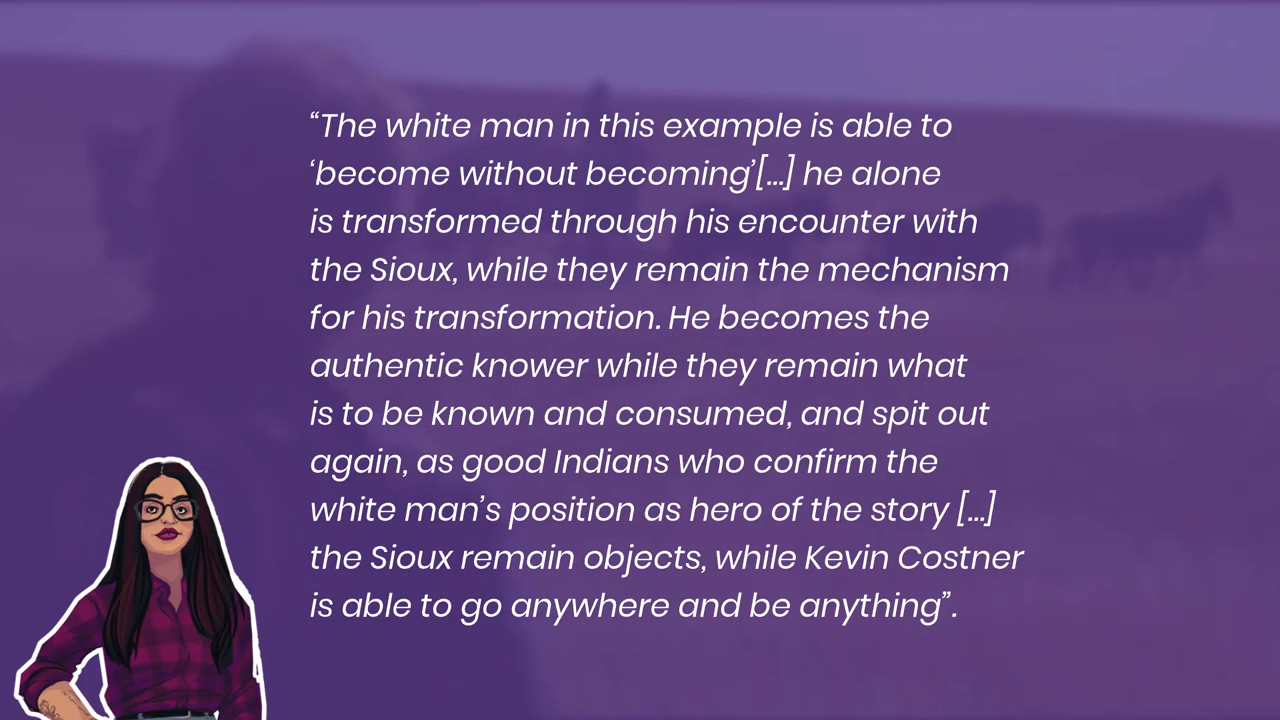 “The white man in this example is able to
‘become without becoming’[...] he alone
is transformed through his encounter with
the Sioux, while they remain the mechanism
for his transformation. He becomes the
authentic knower while they remain what
is to be known and consumed, and spit out
again, as good Indians who confirm the
white man’s position as hero of the story [...]
the Sioux remain objects, while Kevin Costner
is able to go anywhere and be anything”.